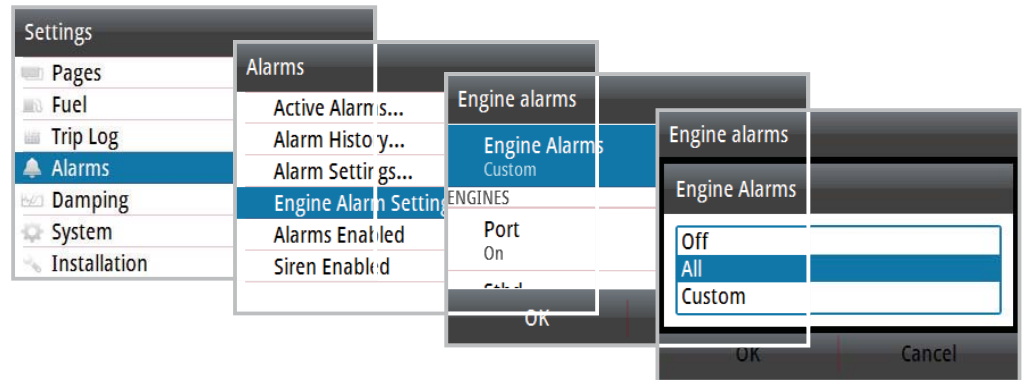 Settings
Pages
Fuel
Trip Log
Alarms
Damping
System
Installation
Alarms
Active Alarms...
Alarm History...
Alarm Settings...
Engine Alarm Setting
Alarms Enabled
Siren Enabled
Engine alarms
Engine Alarms
Custom
ENGINES
Port
On
OK
Engine alarms
Engine Alarms
Off
All
Custom
OK Cancel